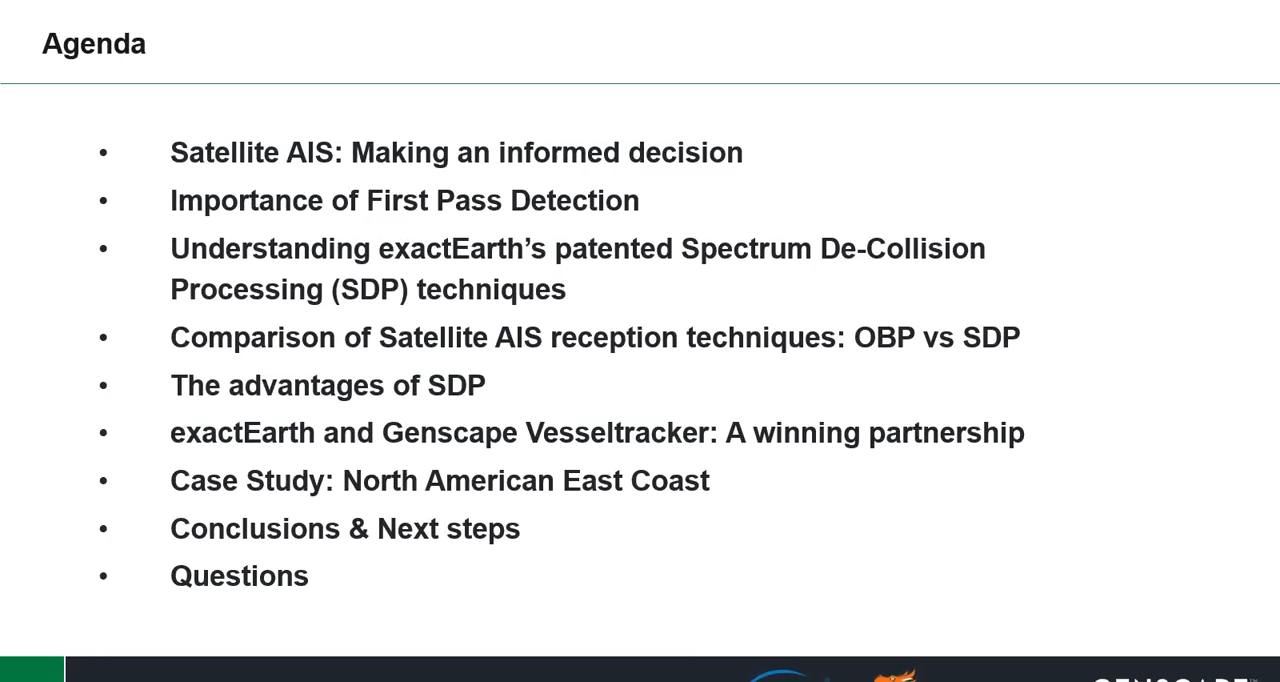 Agenda
• Satellite AIS: Making an informed decision
• Importance of First Pass Detection
• Understanding exactEarth’s patented Spectrum De-Collision
Processing (SDP) techniques
• Comparison of Satellite AIS reception techniques: OBP vs SDP
• The advantages of SDP
• exactEarth and Genscape Vesseltracker: A winning partnership
• Case Study: North American East Coast
• Conclusions & Next steps
• Questions
GENSCAPE™